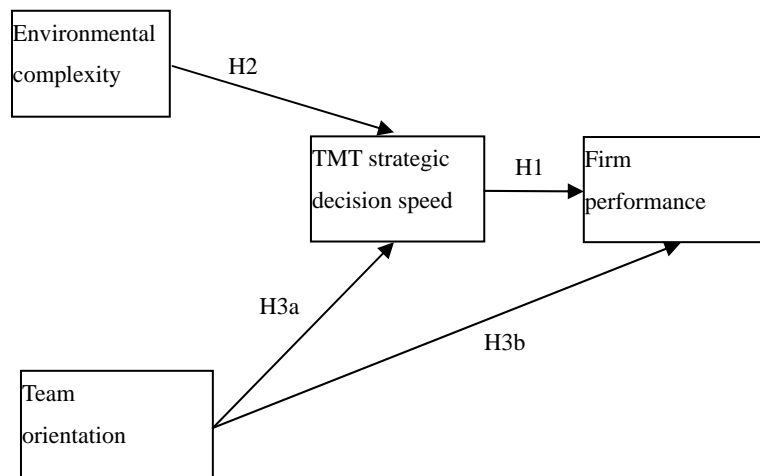 Environmental
complexity
H2
TMT strategic
decision speed
H1
Firm
performance
H3a
H3b
Team
orientation